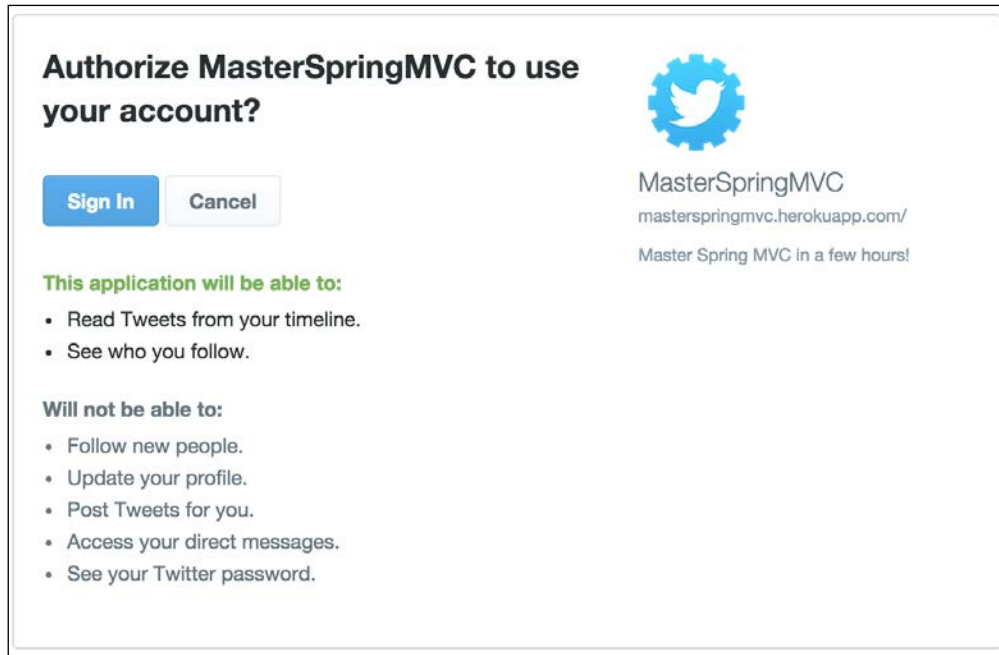 Authorize MasterSpringMVC to use
your account?
Sign In
Cancel
This application will be able to:
• Read Tweets from your timeline.
• See who you follow.
Will not be able to:
• Follow new people.
• Update your profile.
• Post Tweets for you.
• Access your direct messages.
• See your Twitter password.
MasterSpringMVC
masterspringmvc.herokuapp.com/
Master Spring MVC in a few hours!